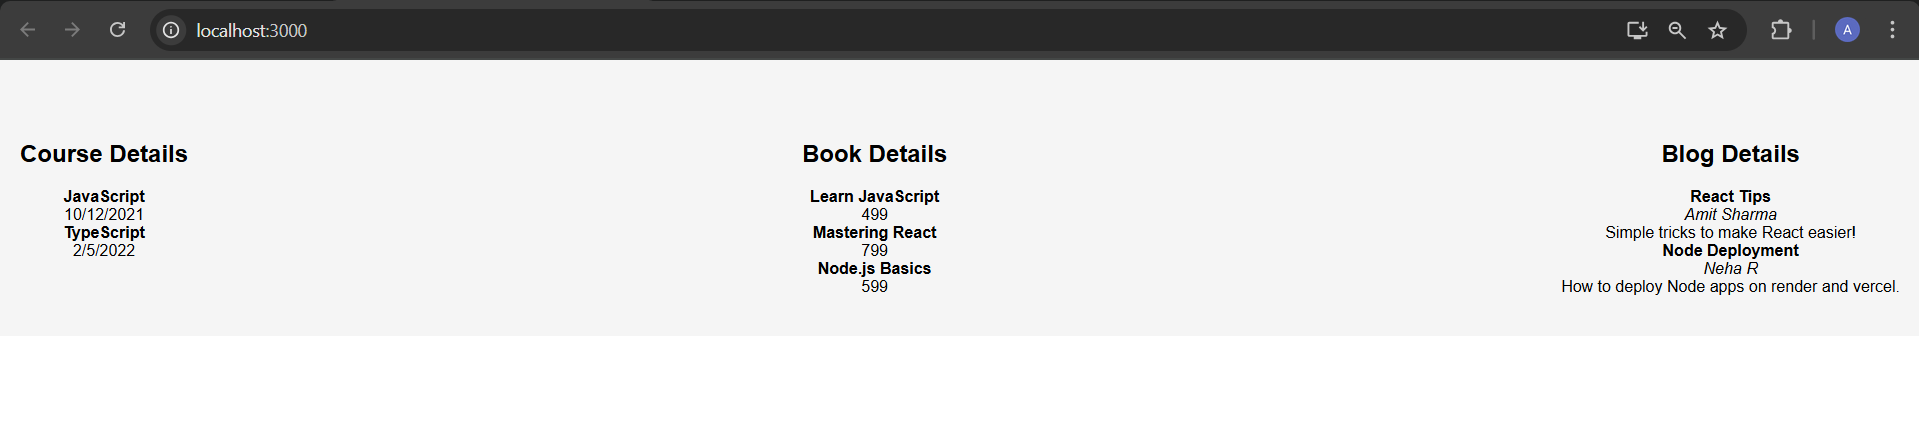 localhost:3000
A
Course Details
JavaScript
10/12/2021
TypeScript
2/5/2022
Book Details
Learn JavaScript
499
Mastering React
799
Node.js Basics
599
Blog Details
React Tips
Amit Sharma
Simple tricks to make React easier!
Node Deployment
Neha R
How to deploy Node apps on render and vercel.